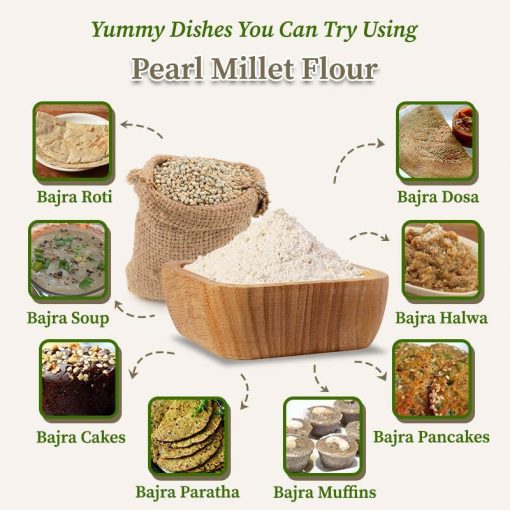 Yummy Dishes You Can Try Using
Pearl Millet Flour
Bajra Roti
Bajra Dosa
Bajra Soup
Bajra Halwa
Bajra Cakes
Bajra Pancakes
Bajra Paratha
Bajra Muffins